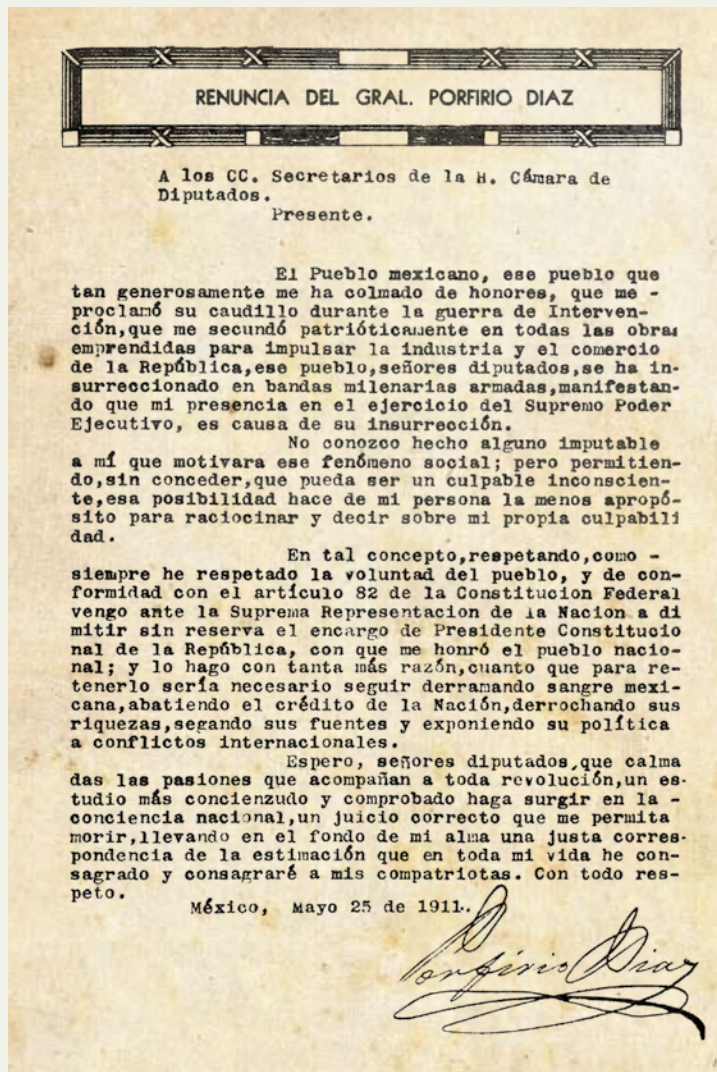 RENUNCIA DEL GRAL. PORFIRIO DIAZ
A los CC. Secretarios de la H. Cámara de
Diputados.
Presente.
El Pueblo mexicano, ese pueblo que
tan generosamente me ha colmado de honores, que me -
proclamó su caudillo durante la guerra de Interven-
ción,que me secundó patrióticamente en todas las obras
emprendidas para impulsar la industria y el comercio
de la República,ese pueblo,señores diputados,se ha in-
surreccionado en bandas milenarias armadas,manifestan-
do que mi presencia en el ejercicio del Supremo Poder
Ejecutivo, es causa de su insurrección.
No conozco hecho alguno imputable
a mí que motivara ese fenómeno social; pero permitien-
do,sin conceder,que pueda ser un culpable inconscien-
te,esa posibilidad hace de mi persona la menos apropó-
sito para raciocinar y decir sobre mi propia culpabili
dad.
En tal concepto,respetando,como -
siempre he respetado la voluntad del pueblo, y de con-
formidad con el artículo 82 de la Constitucion Federal
vengo ante la Suprema Representacion de la Nacion a di
mitir sin reserva el encargo de Presidente Constitucio
nal de la República, con que me honró el pueblo nacio-
nal; y lo hago con tanta más razón,cuanto que para re-
tenerlo sería necesario seguir derramando sangre mexi-
cana,abatiendo el crédito de la Nación,derrochando sus
riquezas,segando sus fuentes y exponiendo su política
a conflictos internacionales.
Espero, señores diputados,que calma
das las pasiones que acompañan a toda revolución,un es-
tudio más concienzudo y comprobado haga surgir en la -
conciencia nacional,un juicio correcto que me permita
morir,llevando en el fondo de mi alma una justa corres-
pondencia de la estimación que en toda mi vida he con-
sagrado y consagraré a mis compatriotas. Con todo res-
peto.
México, Mayo 25 de 1911.
Porfirio Diaz